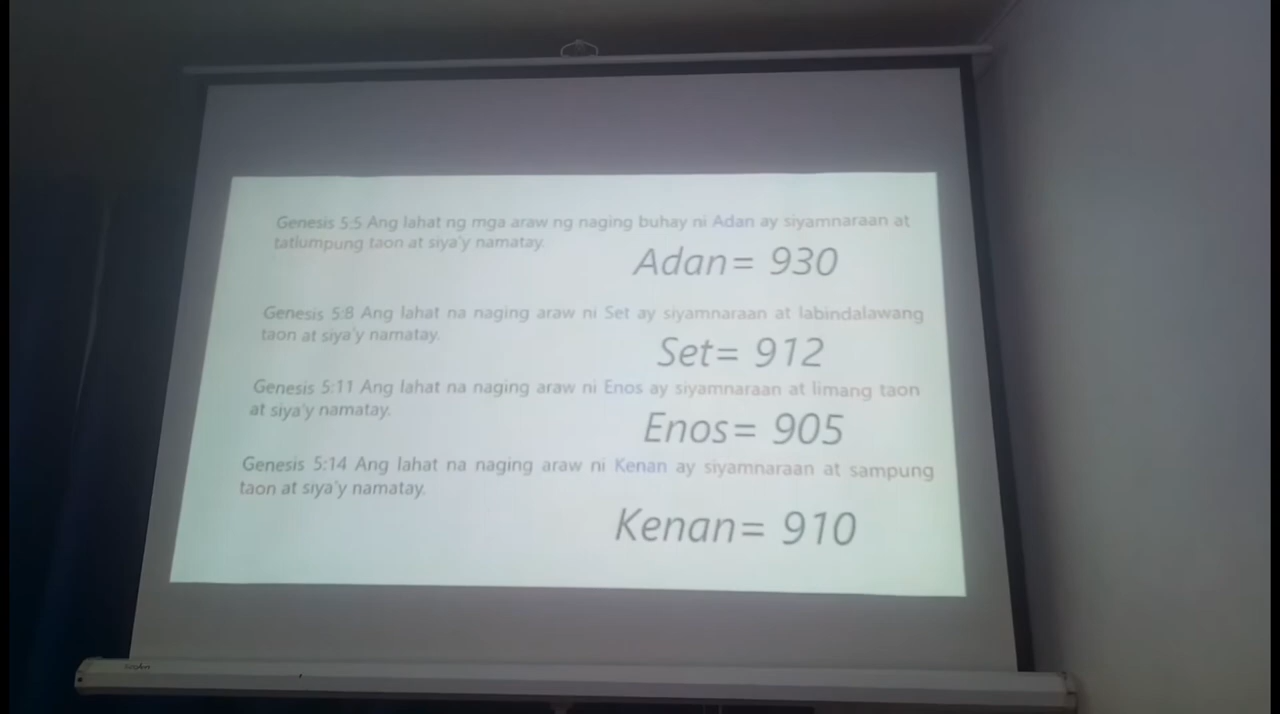 Genesis 5:5 Ang lahat ng mga araw ng naging buhay ni Adan ay siyamnaraan at
tatlumpung taon at siya'y namatay.
Adan= 930
Genesis 5:8 Ang lahat na naging araw ni Set ay siyamnaraan at labindalawang
taon at siya'y namatay.
Set= 912
Genesis 5:11 Ang lahat na naging araw ni Enos ay siyamnaraan at limang taon
at siya'y namatay.
Enos= 905
Genesis 5:14 Ang lahat na naging araw ni Kenan ay siyamnaraan at sampung
taon at siya'y namatay.
Kenan= 910